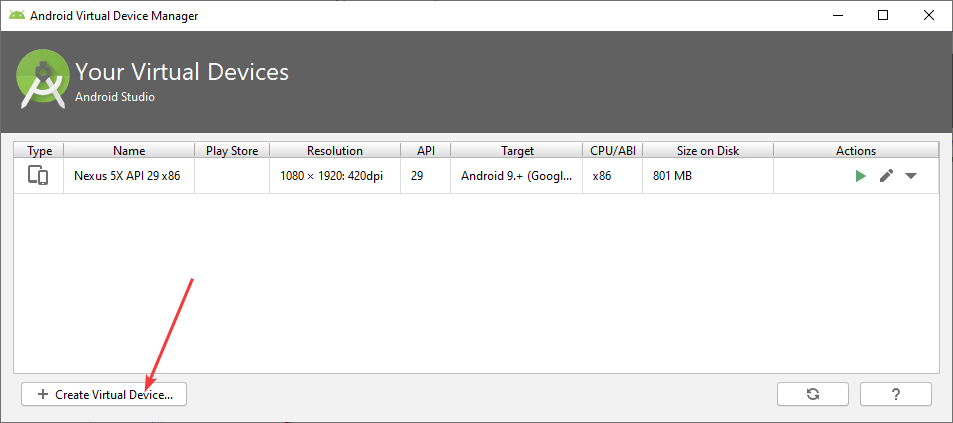 Android Virtual Device Manager
Your Virtual Devices
Android Studio
Type Name Play Store Resolution API Target CPU/ABI Size on Disk Actions
Nexus 5X API 29 x86 1080 × 1920: 420dpi 29 Android 9.+ (Googl... x86 801 MB
+ Create Virtual Device... ?